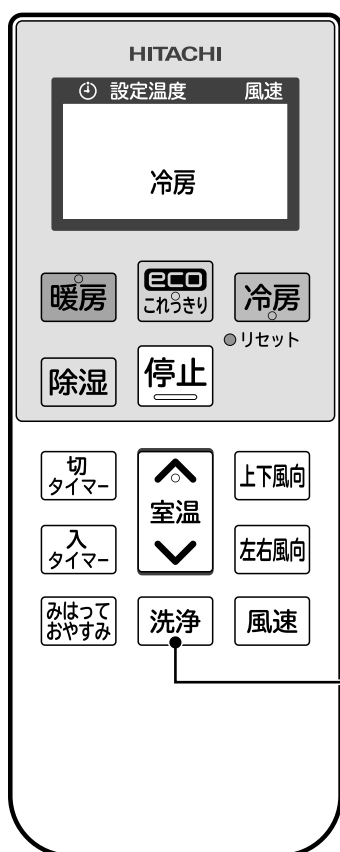 HITACHI
設定温度 風速
冷房
暖房
eco
これっきり
冷房
リセット
除湿
停止
切
タイマー
室温
上下風向
入
タイマー
左右風向
みはって
おやすみ
洗浄
風速